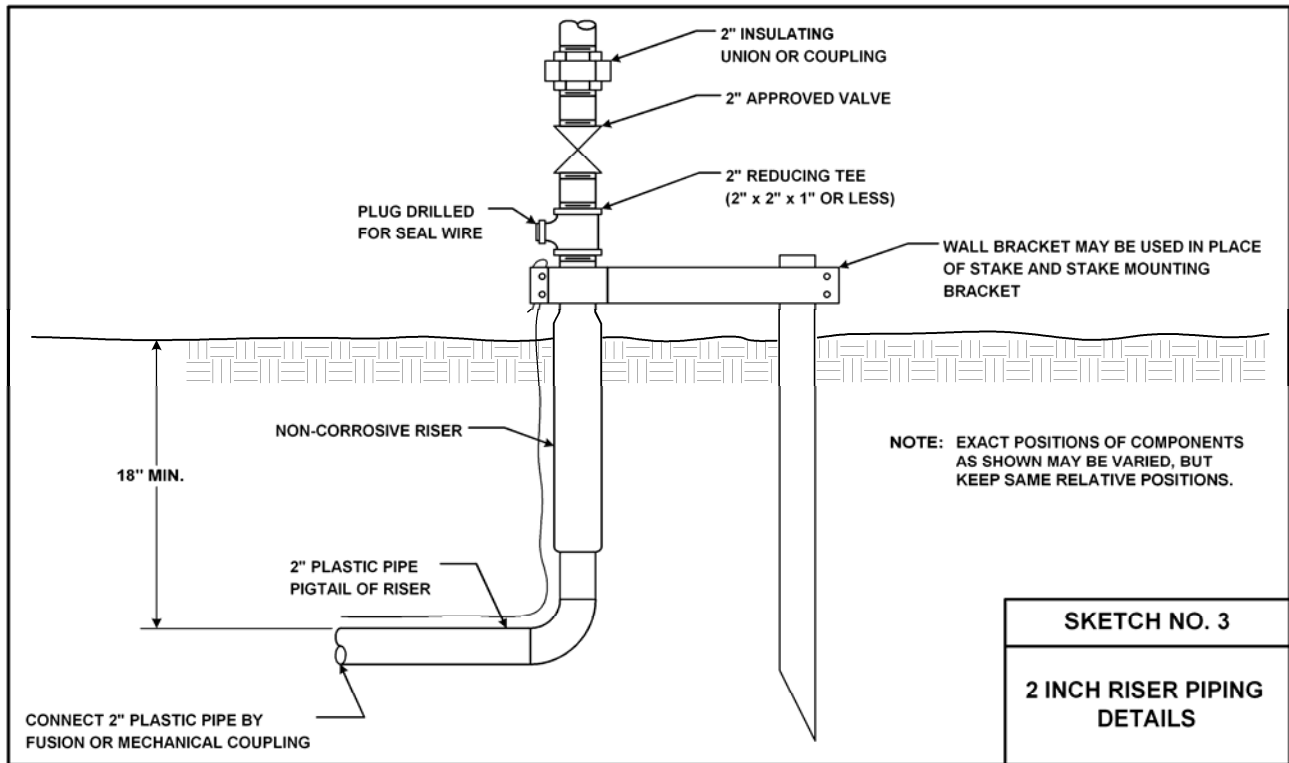 2" INSULATING
UNION OR COUPLING
2" APPROVED VALVE
2" REDUCING TEE
(2" x 2" x 1" OR LESS)
PLUG DRILLED
FOR SEAL WIRE
WALL BRACKET MAY BE USED IN PLACE
OF STAKE AND STAKE MOUNTING
BRACKET
NON-CORROSIVE RISER
NOTE: EXACT POSITIONS OF COMPONENTS
AS SHOWN MAY BE VARIED, BUT
KEEP SAME RELATIVE POSITIONS.
18" MIN.
2" PLASTIC PIPE
PIGTAIL OF RISER
CONNECT 2" PLASTIC PIPE BY
FUSION OR MECHANICAL COUPLING
SKETCH NO. 3
2 INCH RISER PIPING
DETAILS